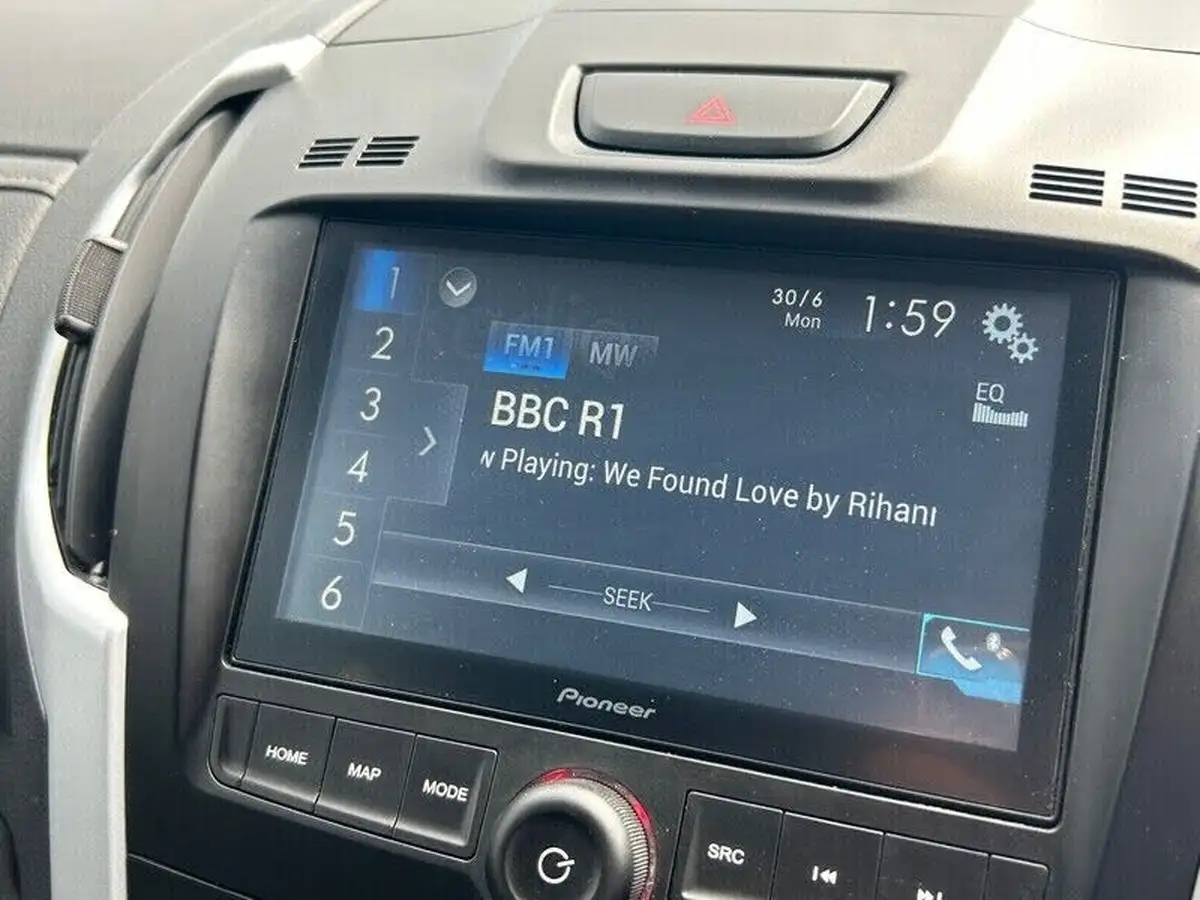 1
2
3
4
5
6
30/6
Mon
1:59
FM1
MW
EQ
BBC R1
w Playing: We Found Love by Rihan
SEEK
Pioneer
HOME
MAP
MODE
SRC